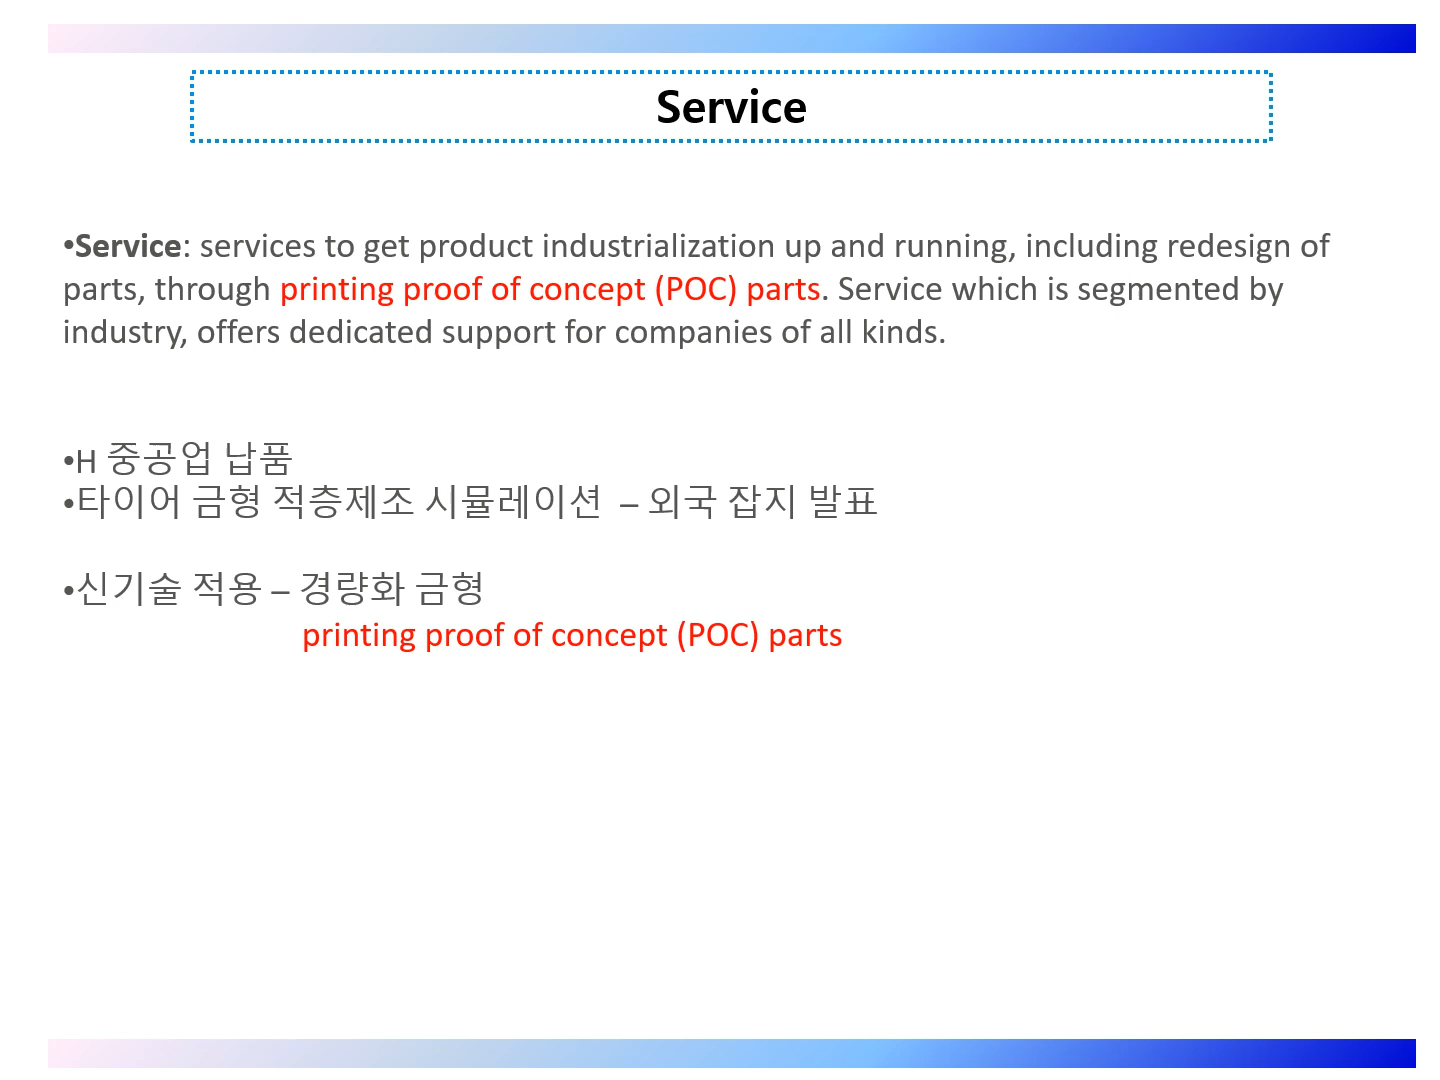 Service
•Service: services to get product industrialization up and running, including redesign of
parts, through printing proof of concept (POC) parts. Service which is segmented by
industry, offers dedicated support for companies of all kinds.
•H 중공업 납품
•타이어 금형 적층제조 시뮬레이션 – 외국 잡지 발표
•신기술 적용 – 경량화 금형
printing proof of concept (POC) parts